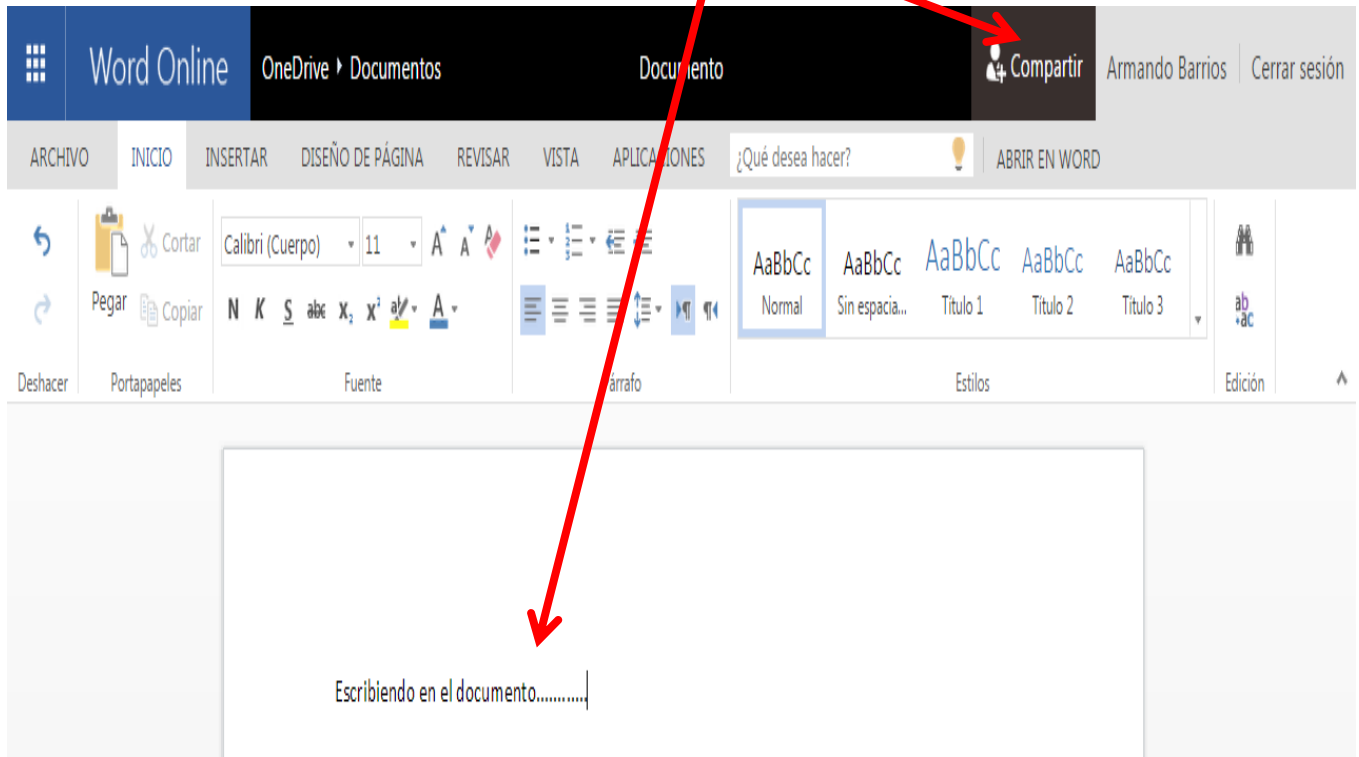 Word Online OneDrive ‣ Documentos Documento Compartir Armando Barrios Cerrar sesión
ARCHIVO INICIO INSERTAR DISEÑO DE PÁGINA REVISAR VISTA APLICACIONES ¿Qué desea hacer? ABRIR EN WORD
Cortar Calibri (Cuerpo) 11 A A
AaBbCc AaBbCc AaBbCc AaBbCc AaBbCc
Pegar Copiar N K S abc X₂ X² ab A Normal Sin espacia... Título 1 Título 2 Título 3 ab ac
Deshacer Portapapeles Fuente Párrafo Estilos Edición
Escribiendo en el documento............